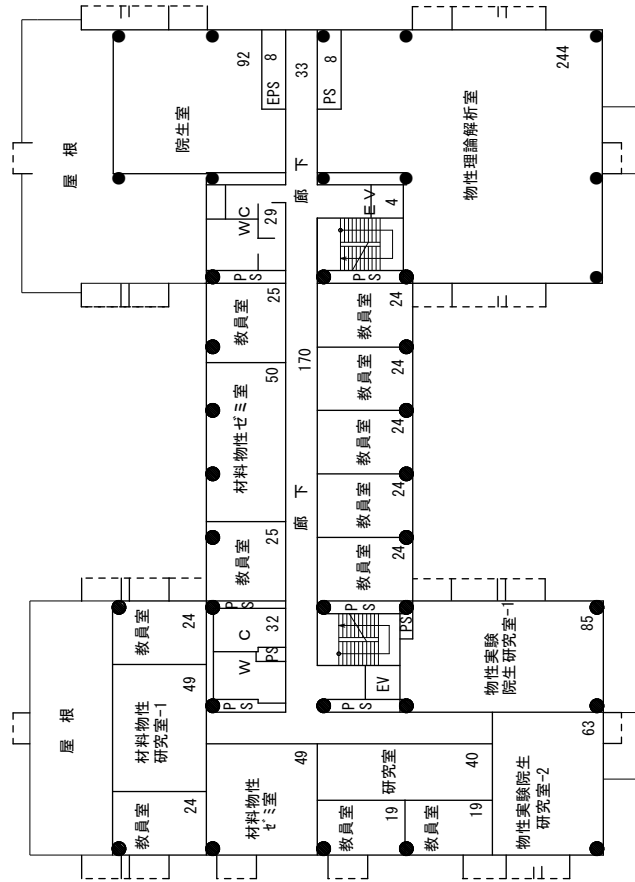 屋 根
屋 根
教員室
24
材料物性
研究室-1
49
教員室
24
院生室
92
EPS 8
材料物性
ゼミ室
49
PS
W C
32
PS
PS
教員室
25
材料物性ゼミ室
50
教員室
25
PS
WC
29
廊 下
170
廊 下
33
教員室
19
教員室
19
研究室
40
PS
EV
PS
PS
教員室
24
教員室
24
教員室
24
教員室
24
教員室
24
PS
EV
4
PS 8
物性実験院生
研究室-2
63
物性実験
院生研究室-1
85
物性理論解析室
244